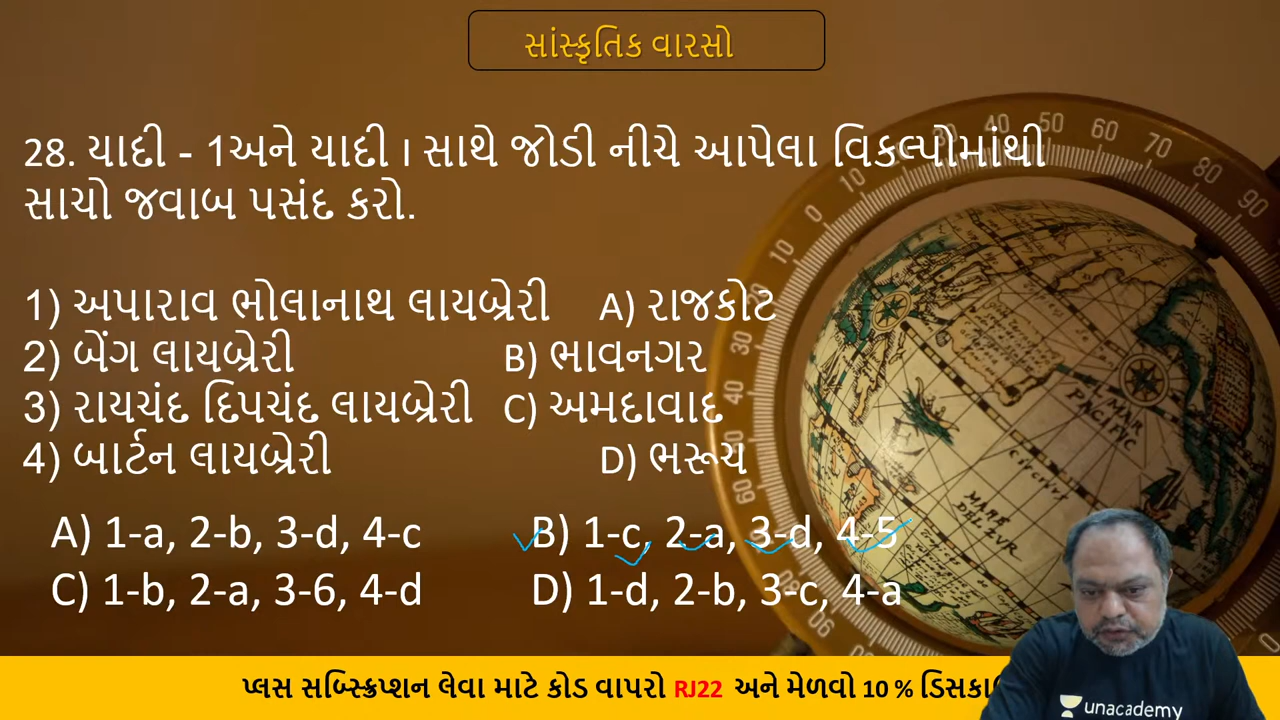 સાંસ્કૃતિક વારસો
28. યાદી - 1અને યાદી । સાથે જોડી નીચે આપેલા વિકલ્પોમાંથી
સાચો જવાબ પસંદ કરો.
1) અપારાવ ભોલાનાથ લાયબ્રેરી A) રાજકોટ
2) બેંગ લાયબ્રેરી B) ભાવનગર
3) રાયચંદ દિપચંદ લાયબ્રેરી C) અમદાવાદ
4) બાર્ટન લાયબ્રેરી D) ભરૂચ
A) 1-a, 2-b, 3-d, 4-c B) 1-c, 2-a, 3-d, 4-5
C) 1-b, 2-a, 3-6, 4-d D) 1-d, 2-b, 3-c, 4-a
પ્લસ સબ્સ્ક્રિપ્શન લેવા માટે કોડ વાપરો RJ22 અને મેળવો 10 %
unacademy